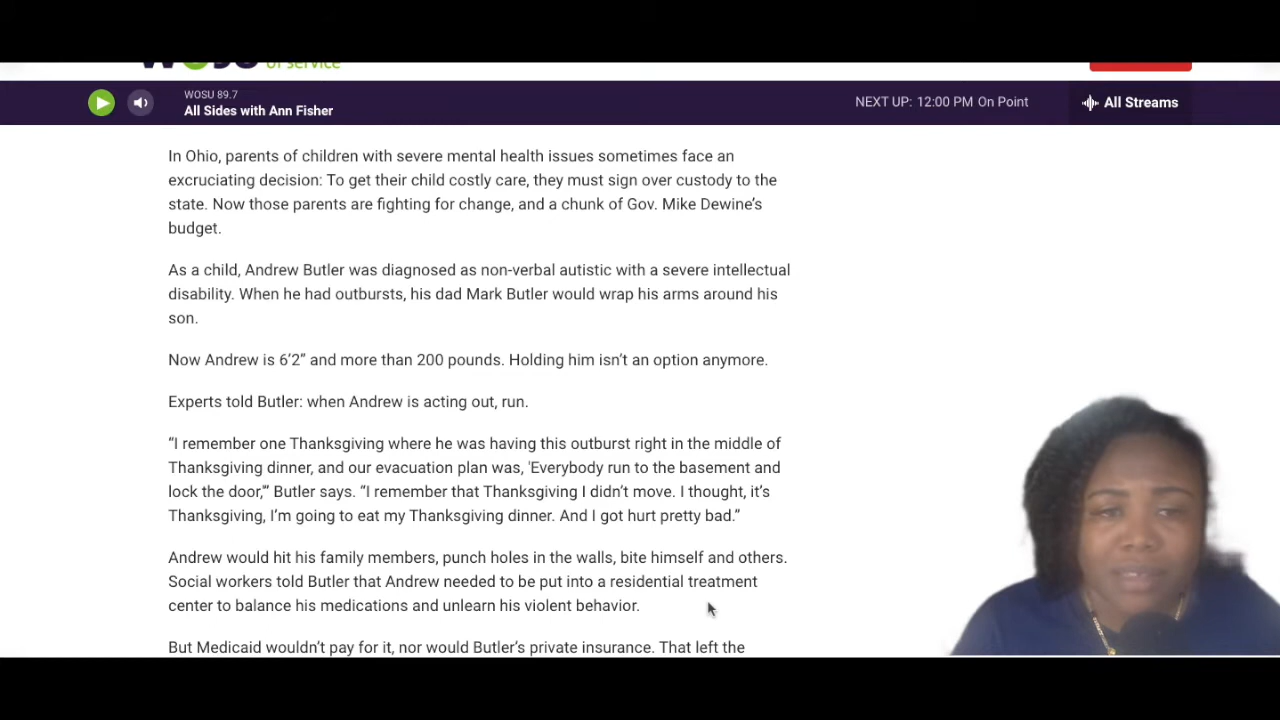 of service
WOSU 89.7
All Sides with Ann Fisher
NEXT UP: 12:00 PM On Point
All Streams
In Ohio, parents of children with severe mental health issues sometimes face an
excruciating decision: To get their child costly care, they must sign over custody to the
state. Now those parents are fighting for change, and a chunk of Gov. Mike Dewine’s
budget.
As a child, Andrew Butler was diagnosed as non-verbal autistic with a severe intellectual
disability. When he had outbursts, his dad Mark Butler would wrap his arms around his
son.
Now Andrew is 6’2” and more than 200 pounds. Holding him isn’t an option anymore.
Experts told Butler: when Andrew is acting out, run.
“I remember one Thanksgiving where he was having this outburst right in the middle of
Thanksgiving dinner, and our evacuation plan was, 'Everybody run to the basement and
lock the door,’” Butler says. “I remember that Thanksgiving I didn’t move. I thought, it’s
Thanksgiving, I’m going to eat my Thanksgiving dinner. And I got hurt pretty bad.”
Andrew would hit his family members, punch holes in the walls, bite himself and others.
Social workers told Butler that Andrew needed to be put into a residential treatment
center to balance his medications and unlearn his violent behavior.
But Medicaid wouldn’t pay for it, nor would Butler’s private insurance. That left the